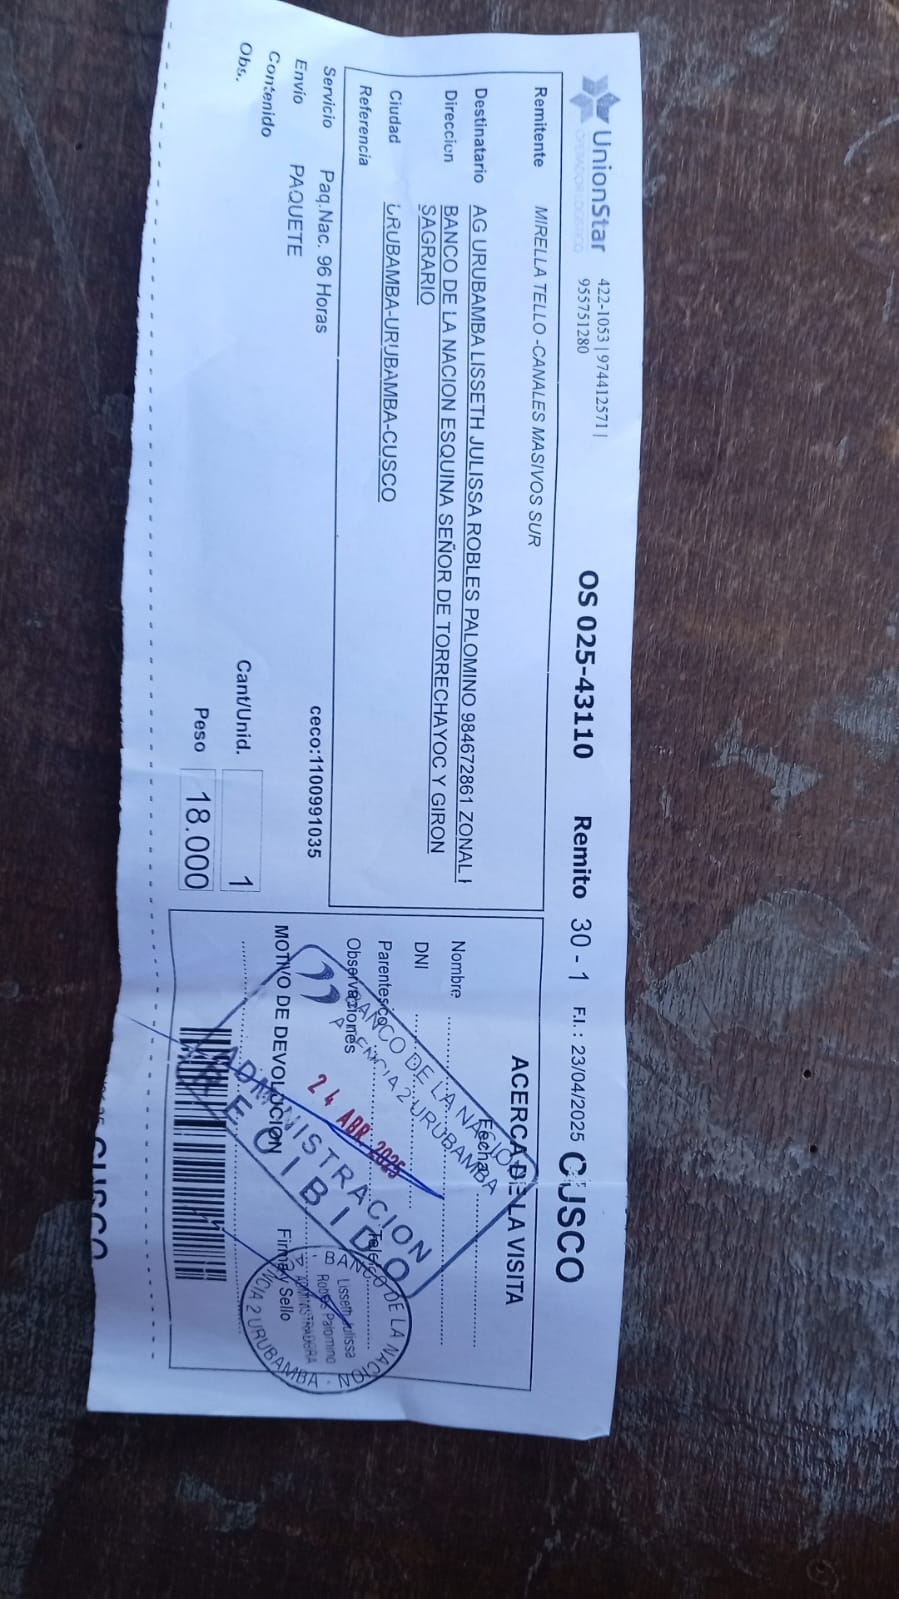 UnionStar
OPERADOR LOGISTICO
422-1053 | 974412571 |
955751280
OS 025-43110 Remito 30 - 1 F.I.: 23/04/2025 CUSCO
Remitente MIRELLA TELLO -CANALES MASIVOS SUR
Destinatario AG URUBAMBA LISSETH JULISSA ROBLES PALOMINO 984672861 ZONAL I
Direccion BANCO DE LA NACION ESQUINA SEÑOR DE TORRECHAYOC Y GIRON
SAGRARIO
Ciudad URUBAMBA-URUBAMBA-CUSCO
Referencia
Servicio Paq.Nac. 96 Horas
ceco:1100991035
Envio PAQUETE
Contenido
Obs.
Cant/Unid. 1
Peso 18.000
ACERCA DE LA VISITA
Fecha
Nombre
DNI
Parentesco
Observaciones
MOTIVO DE DEVOLUCION
Firma y Sello
BANCO DE LA NACION
AGENCIA 2 URUBAMBA
24 ABR 2025
ADMINISTRACION
RECIBIDO
BANCO DE LA NACION
Lisseth Julissa
Robles Palomino
ADMINISTRADORA
2 URUBAMBA
CUSCO